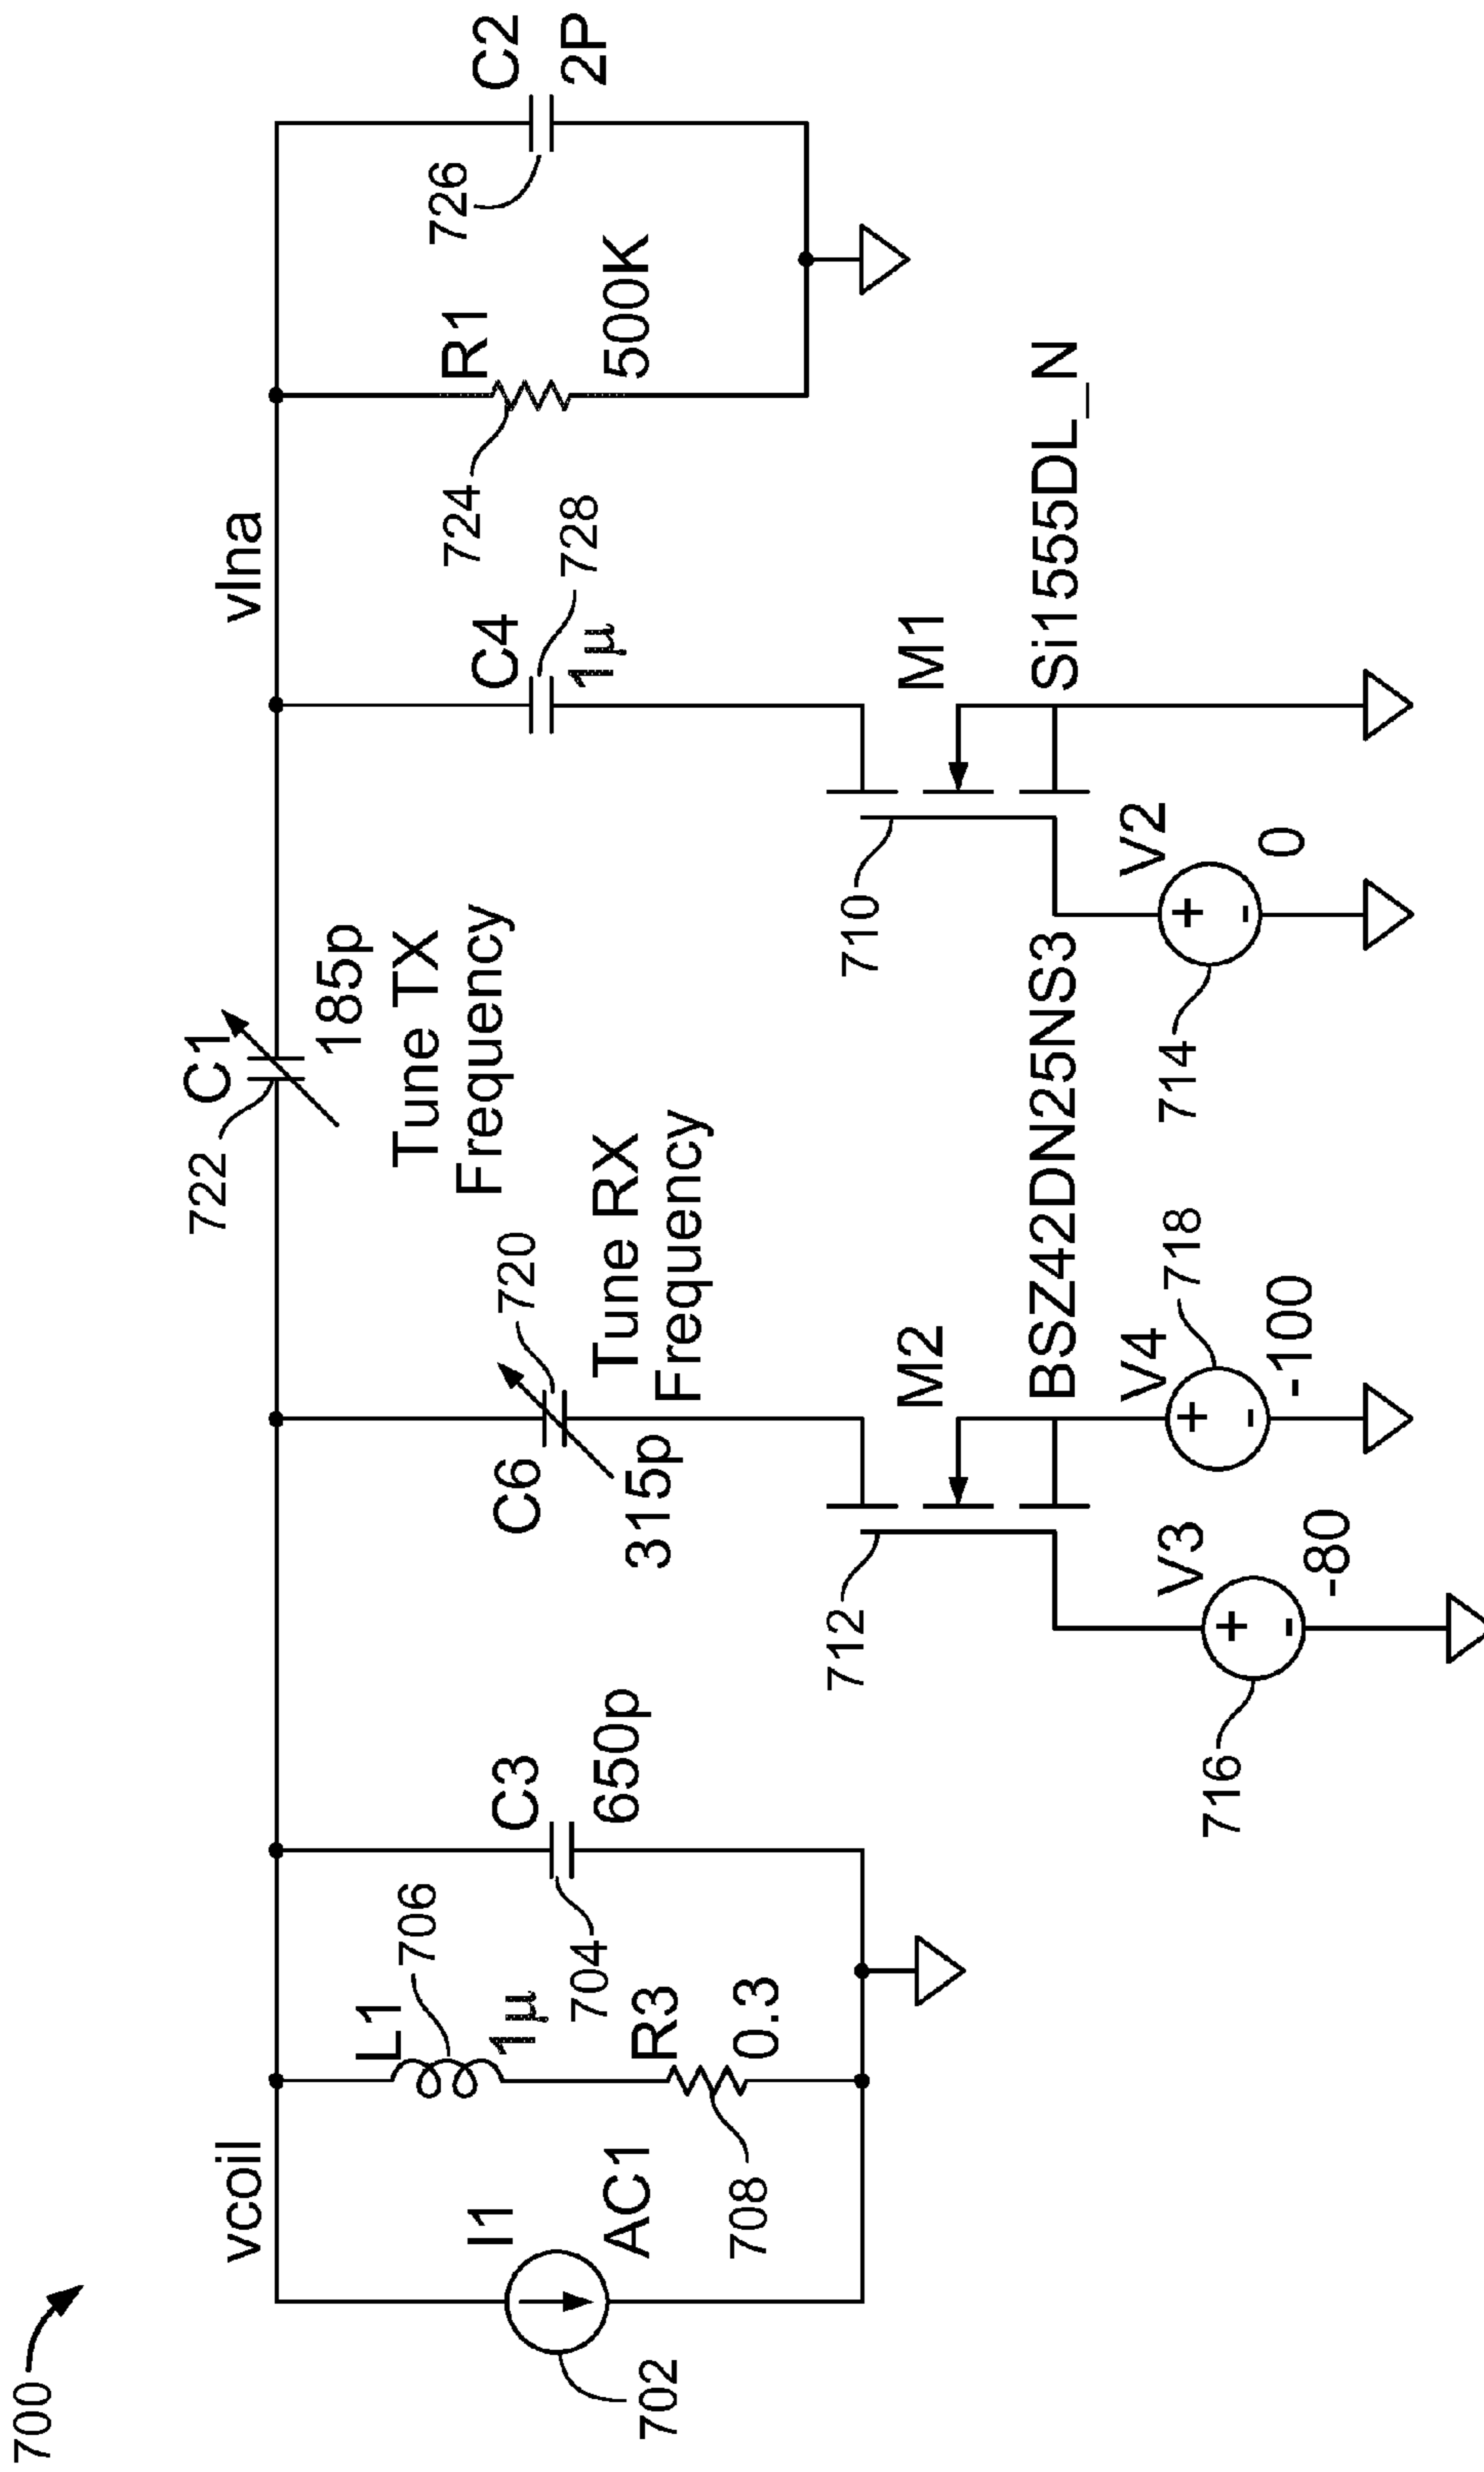 700
vcoil
I1
AC1
702
L1
1µ
706
R3
0.3
708
C3
650p
704
C6
315p
720
Tune RX
Frequency
M2
BSZ42DN25NS3
712
V3
-80
716
V4
-100
718
C1
185p
722
Tune TX
Frequency
vlna
C4
1µ
728
M1
Si1555DL_N
710
V2
0
714
R1
500K
724
C2
2P
726
+
-
+
-
+
-